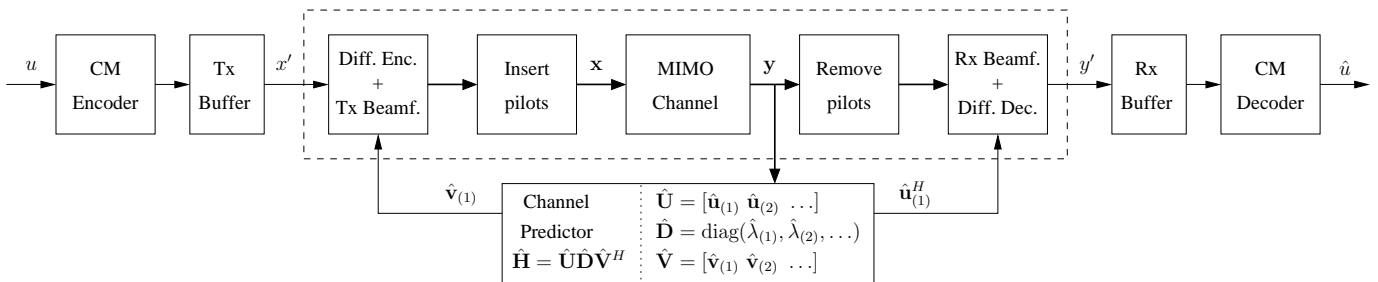 u
CM
Encoder
Tx
Buffer
x′
Diff. Enc.
+
Tx Beamf.
Insert
pilots
x
MIMO
Channel
y
Remove
pilots
Rx Beamf.
+
Diff. Dec.
y′
Rx
Buffer
CM
Decoder
û
v̂₍₁₎
Channel
Predictor
Ĥ = ÛD̂V̂ᴴ
Û = [û₍₁₎ û₍₂₎ …]
D̂ = diag(λ̂₍₁₎, λ̂₍₂₎, …)
V̂ = [v̂₍₁₎ v̂₍₂₎ …]
û₍₁₎ᴴ